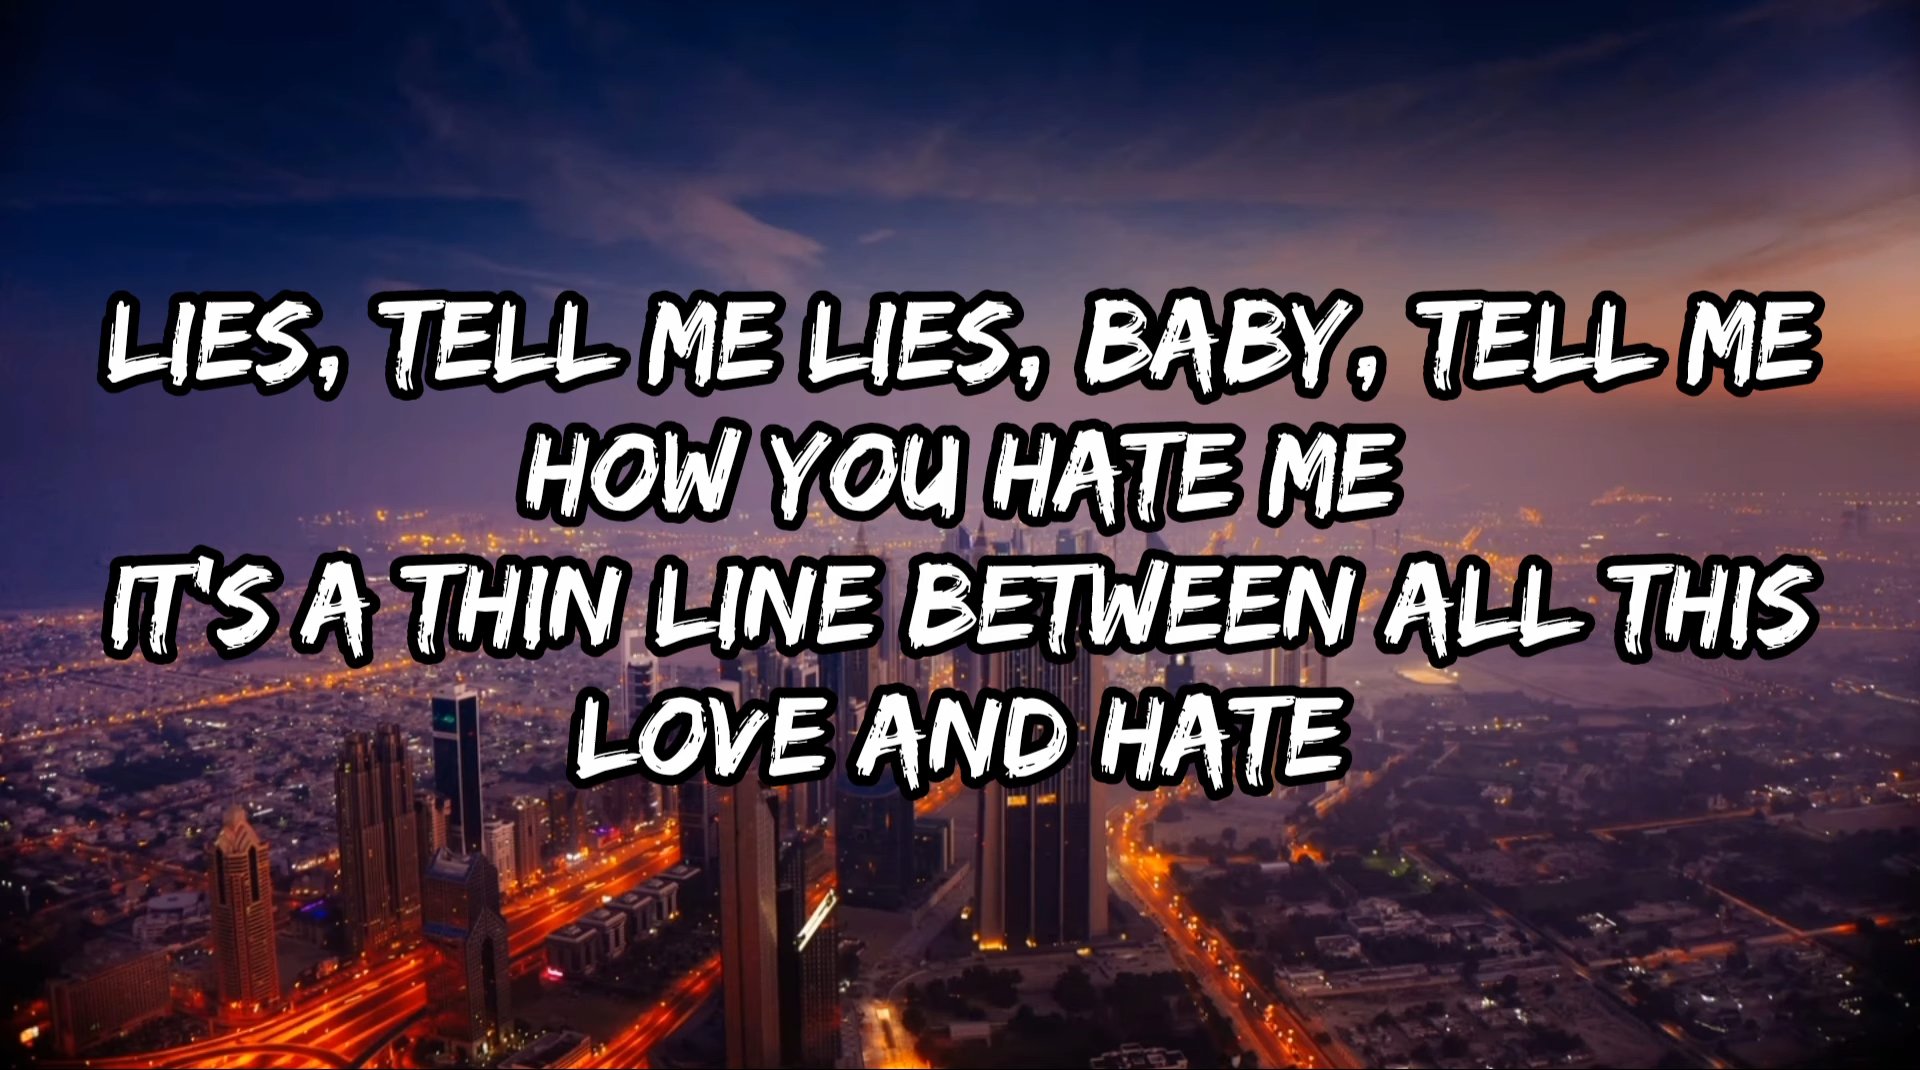 LIES, TELL ME LIES, BABY, TELL ME
HOW YOU HATE ME
IT'S A THIN LINE BETWEEN ALL THIS
LOVE AND HATE